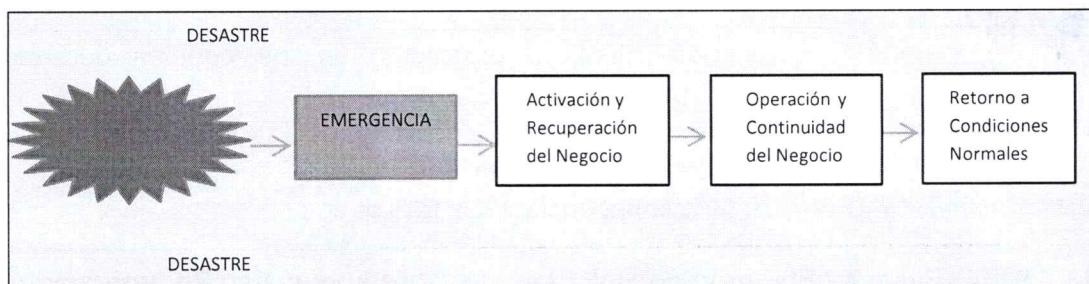 DESASTRE
EMERGENCIA
Activación y
Recuperación
del Negocio
Operación y
Continuidad
del Negocio
Retorno a
Condiciones
Normales
DESASTRE